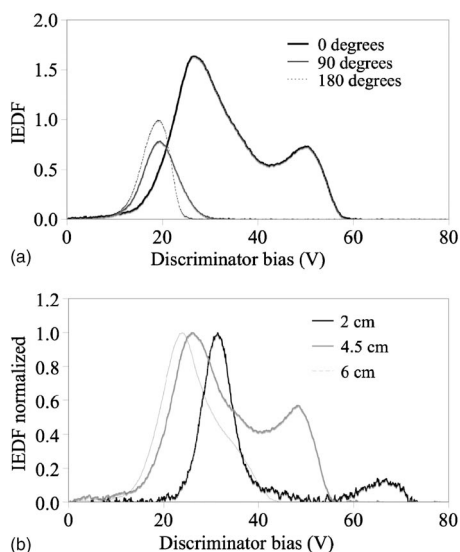 2.0
1.5
1.0
0.5
0.0
IEDF
0 degrees
90 degrees
180 degrees
0 20 40 60 80
(a)
Discriminator bias (V)
1.2
1.0
0.8
0.6
0.4
0.2
0.0
IEDF normalized
2 cm
4.5 cm
6 cm
0 20 40 60 80
(b)
Discriminator bias (V)